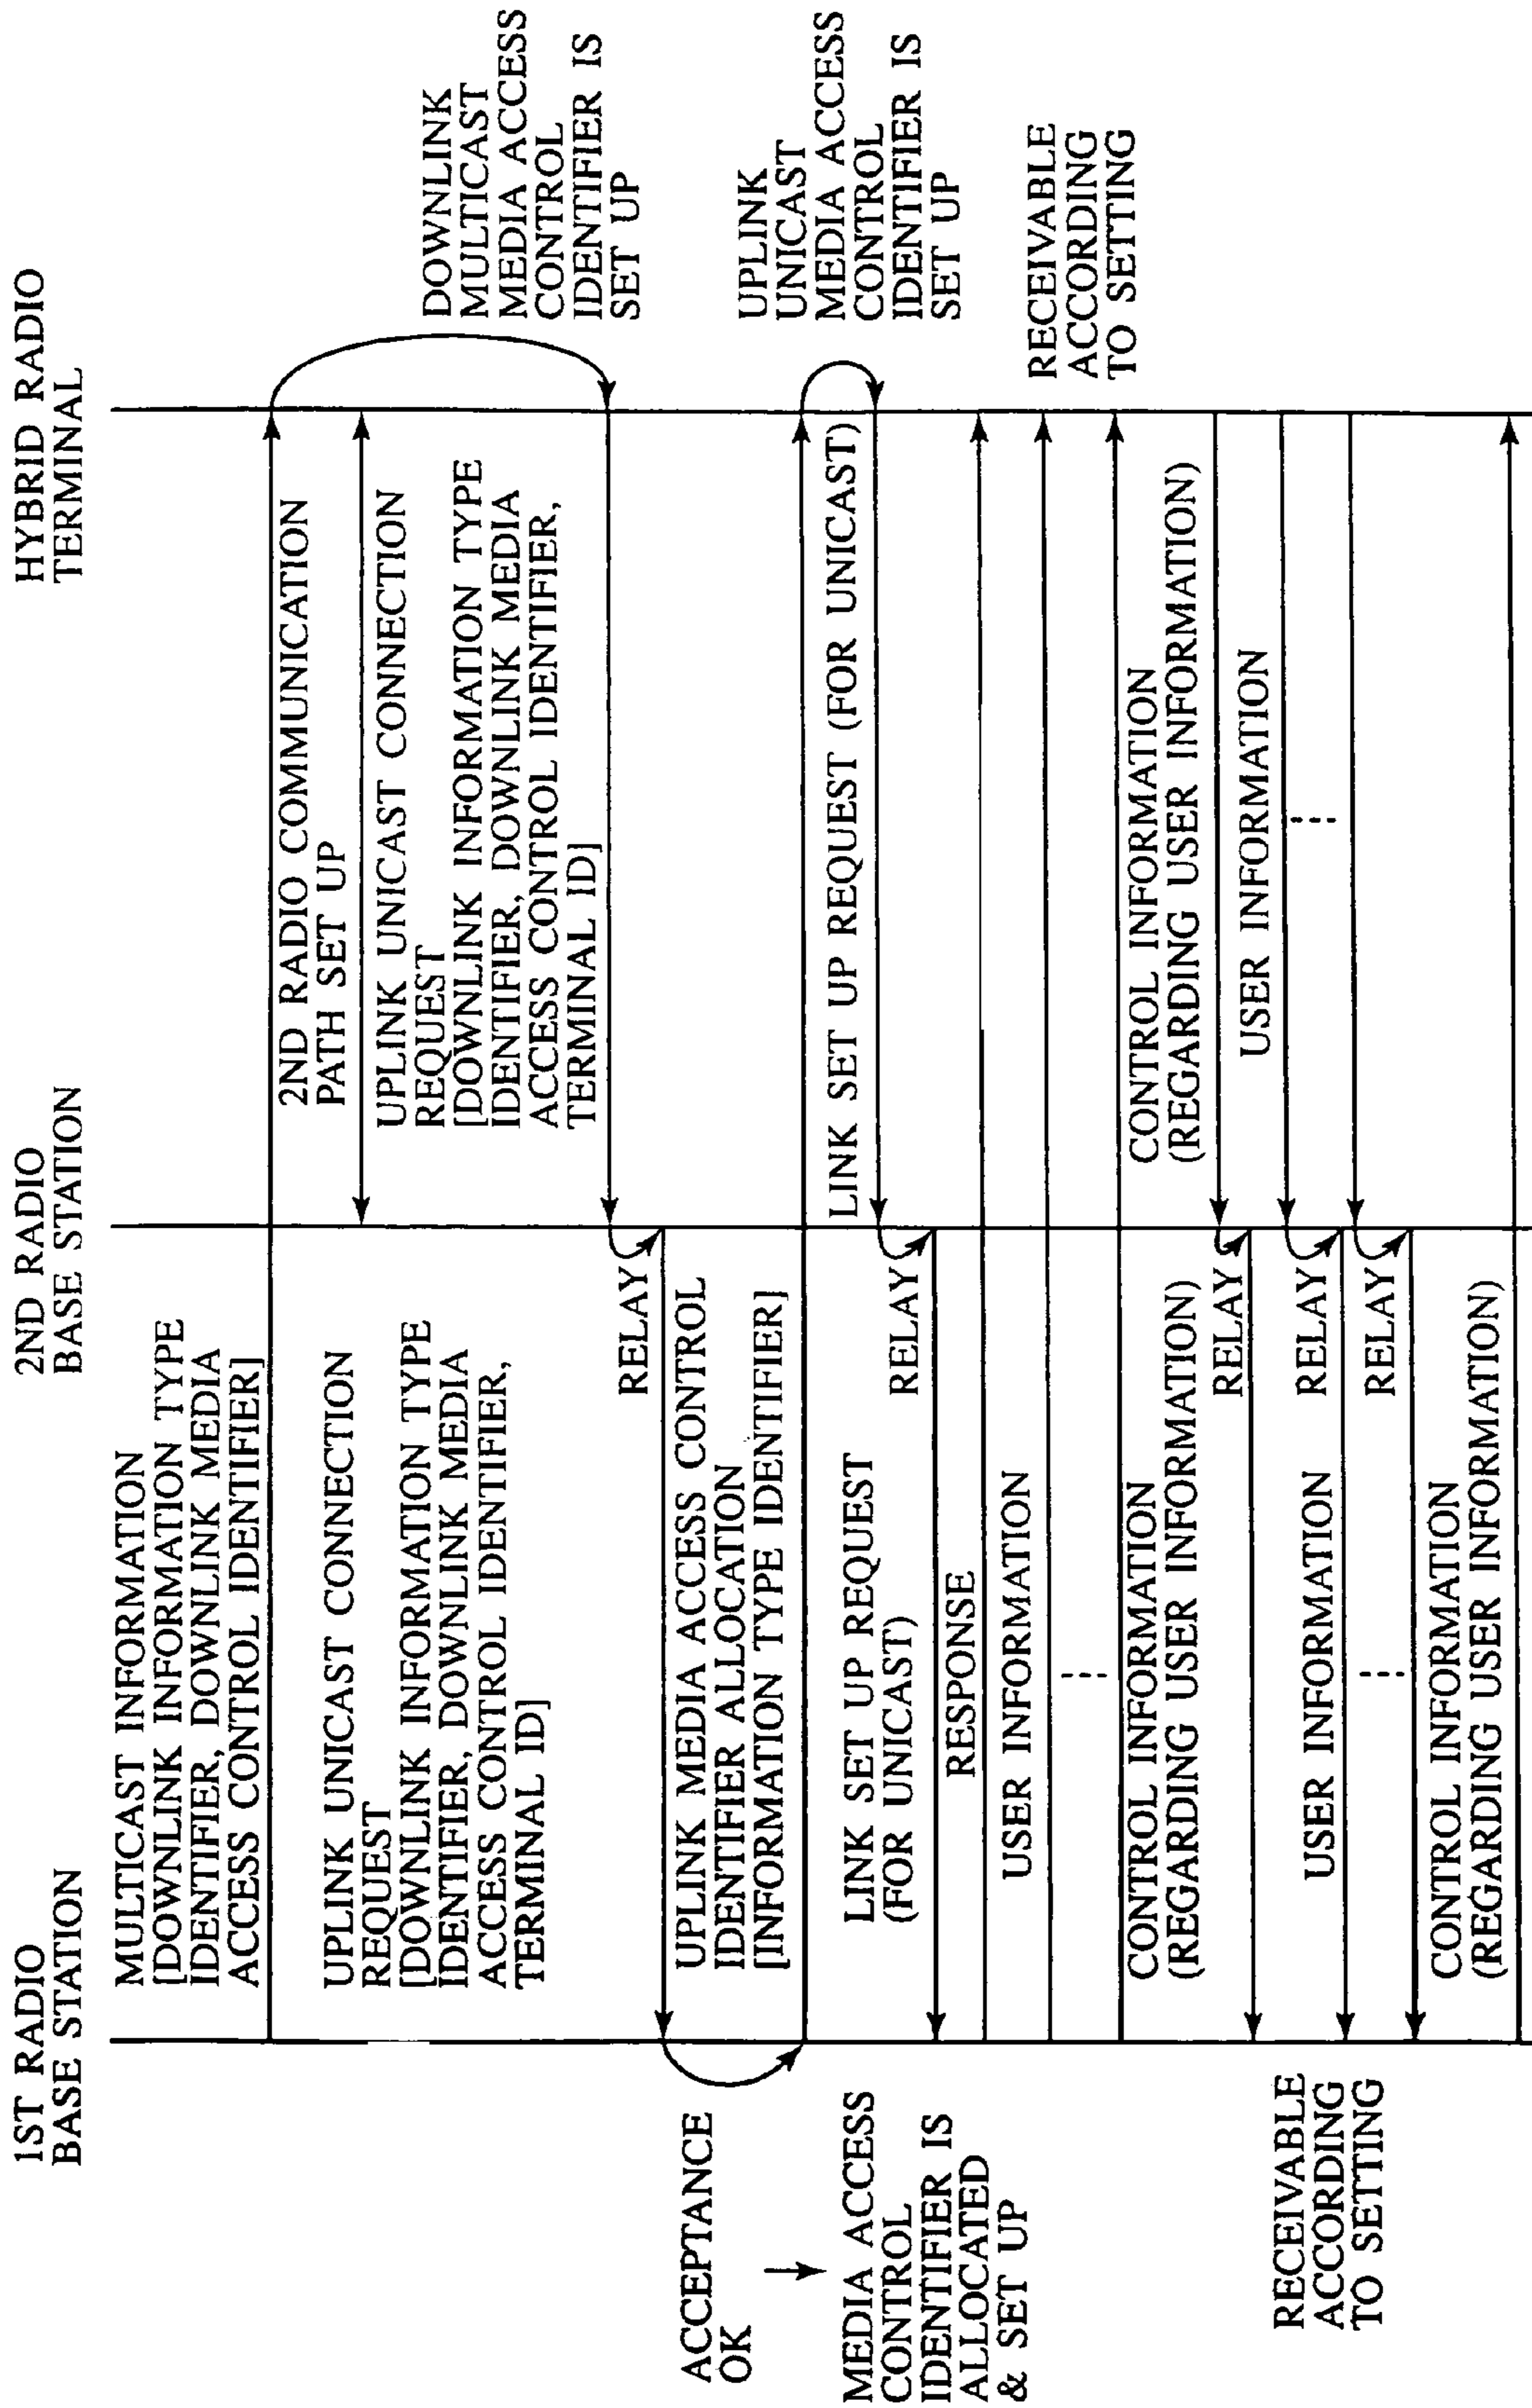 1ST RADIO
BASE STATION
2ND RADIO
BASE STATION
HYBRID RADIO
TERMINAL
MULTICAST INFORMATION
[DOWNLINK INFORMATION TYPE
IDENTIFIER, DOWNLINK MEDIA
ACCESS CONTROL IDENTIFIER]
2ND RADIO COMMUNICATION
PATH SET UP
DOWNLINK
MULTICAST
MEDIA ACCESS
CONTROL
IDENTIFIER IS
SET UP
UPLINK UNICAST CONNECTION
REQUEST
[DOWNLINK INFORMATION TYPE
IDENTIFIER, DOWNLINK MEDIA
ACCESS CONTROL IDENTIFIER,
TERMINAL ID]
UPLINK UNICAST CONNECTION
REQUEST
[DOWNLINK INFORMATION TYPE
IDENTIFIER, DOWNLINK MEDIA
ACCESS CONTROL IDENTIFIER,
TERMINAL ID]
RELAY
ACCEPTANCE
OK
MEDIA ACCESS
CONTROL
IDENTIFIER IS
ALLOCATED
& SET UP
UPLINK MEDIA ACCESS CONTROL
IDENTIFIER ALLOCATION
[INFORMATION TYPE IDENTIFIER]
UPLINK
UNICAST
MEDIA ACCESS
CONTROL
IDENTIFIER IS
SET UP
LINK SET UP REQUEST (FOR UNICAST)
LINK SET UP REQUEST
(FOR UNICAST)
RELAY
RESPONSE
USER INFORMATION
RECEIVABLE
ACCORDING
TO SETTING
CONTROL INFORMATION
(REGARDING USER INFORMATION)
CONTROL INFORMATION
(REGARDING USER INFORMATION)
RELAY
USER INFORMATION
RECEIVABLE
ACCORDING
TO SETTING
USER INFORMATION
RELAY
RELAY
CONTROL INFORMATION
(REGARDING USER INFORMATION)